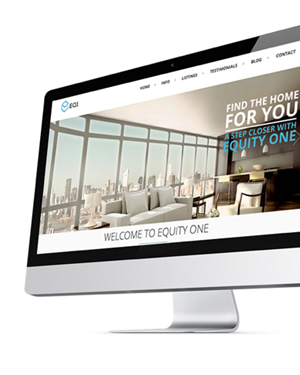 EQ1
HOME INFO LISTINGS TESTIMONIALS BLOG CONTACT
FIND THE HOME
FOR YOU
A STEP CLOSER WITH
EQUITY ONE
WELCOME TO EQUITY ONE